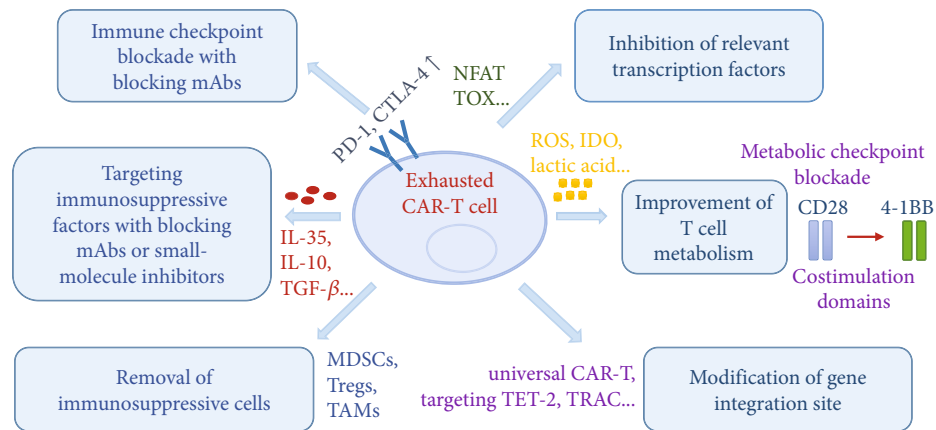 Immune checkpoint
blockade with
blocking mAbs
PD-1, CTLA-4↑
NFAT
TOX...
Inhibition of relevant
transcription factors
Targeting
immunosuppressive
factors with blocking
mAbs or small-
molecule inhibitors
IL-35,
IL-10,
TGF-β...
Exhausted
CAR-T cell
ROS, IDO,
lactic acid...
Improvement of
T cell
metabolism
Metabolic checkpoint
blockade
CD28
4-1BB
Costimulation
domains
Removal of
immunosuppressive cells
MDSCs,
Tregs,
TAMs
universal CAR-T,
targeting TET-2, TRAC...
Modification of gene
integration site